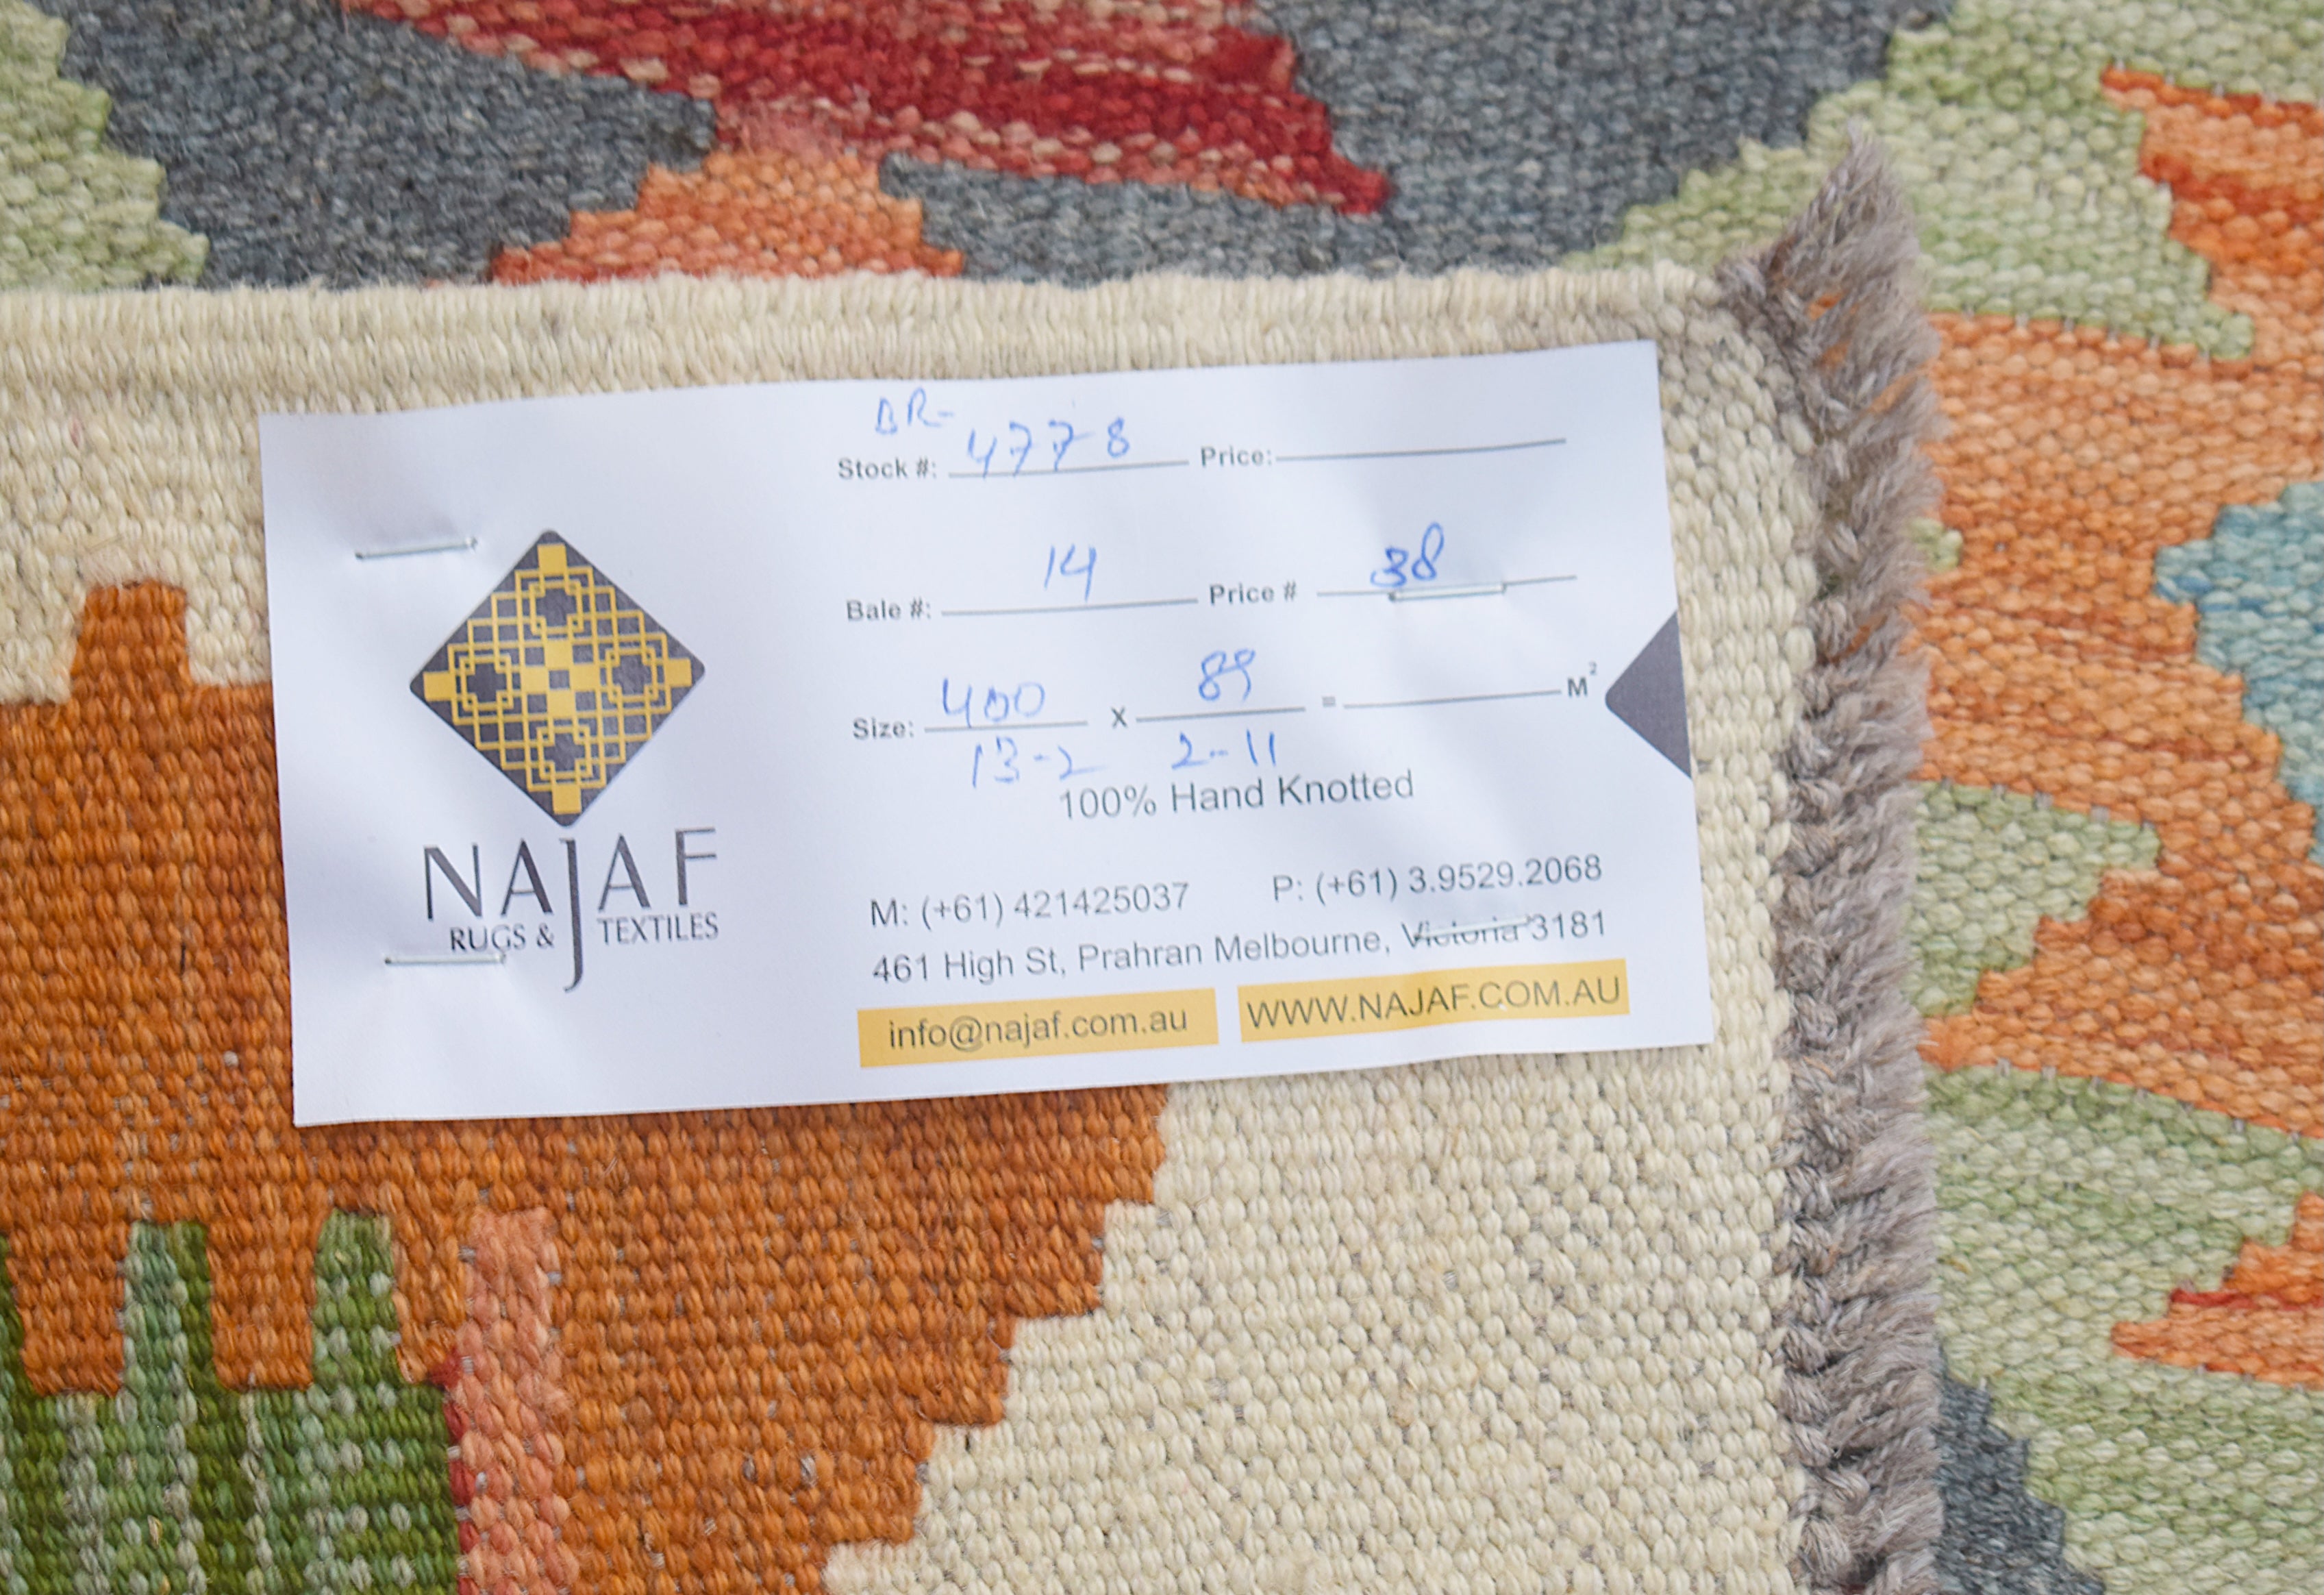 BR-
Stock #: 4778 Price:
Bale #: 14 Price # 38
Size: 400 x 89 = M²
13-2 2-11
100% Hand Knotted
NAJAF
RUGS & TEXTILES
M: (+61) 421425037 P: (+61) 3.9529.2068
461 High St, Prahran Melbourne, Victoria 3181
info@najaf.com.au WWW.NAJAF.COM.AU